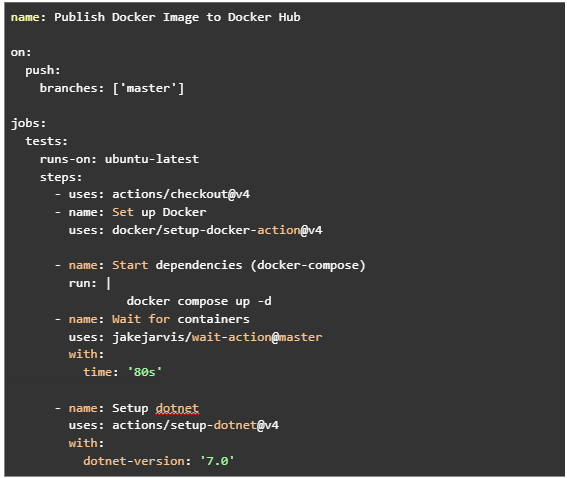 name: Publish Docker Image to Docker Hub
on:
push:
branches: ['master']
jobs:
tests:
runs-on: ubuntu-latest
steps:
- uses: actions/checkout@v4
- name: Set up Docker
uses: docker/setup-docker-action@v4
- name: Start dependencies (docker-compose)
run: |
docker compose up -d
- name: Wait for containers
uses: jakejarvis/wait-action@master
with:
time: '80s'
- name: Setup dotnet
uses: actions/setup-dotnet@v4
with:
dotnet-version: '7.0'